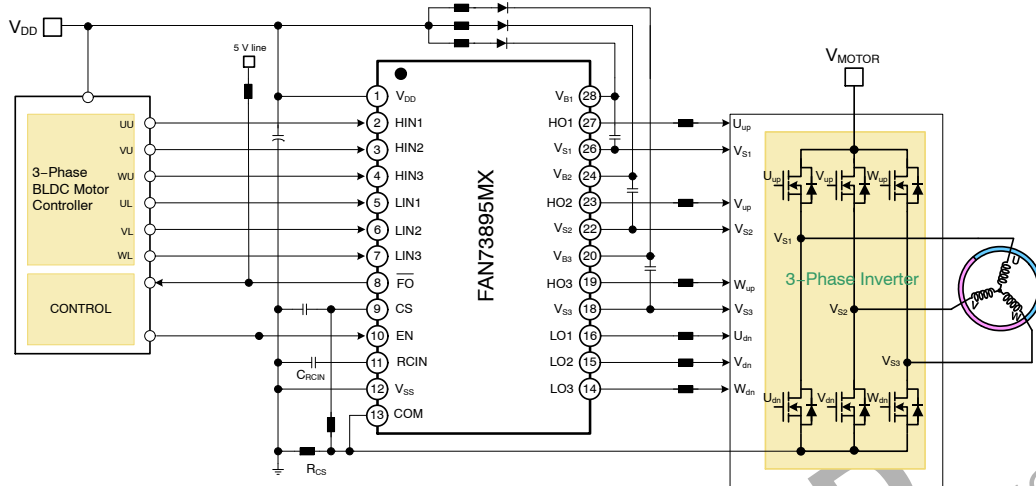 VDD
5 V line
VMOTOR
3-Phase
BLDC Motor
Controller
CONTROL
UU
VU
WU
UL
VL
WL
FAN73895MX
1 VDD
2 HIN1
3 HIN2
4 HIN3
5 LIN1
6 LIN2
7 LIN3
8 FO
9 CS
10 EN
11 RCIN
12 VSS
13 COM
VB1 28
HO1 27
VS1 26
VB2 24
HO2 23
VS2 22
VB3 20
HO3 19
VS3 18
LO1 16
LO2 15
LO3 14
CRCIN
RCS
Uup
VS1
Vup
VS2
Wup
VS3
Udn
Vdn
Wdn
Uup Vup Wup
VS1
3-Phase Inverter
VS2
VS3
Udn Vdn Wdn